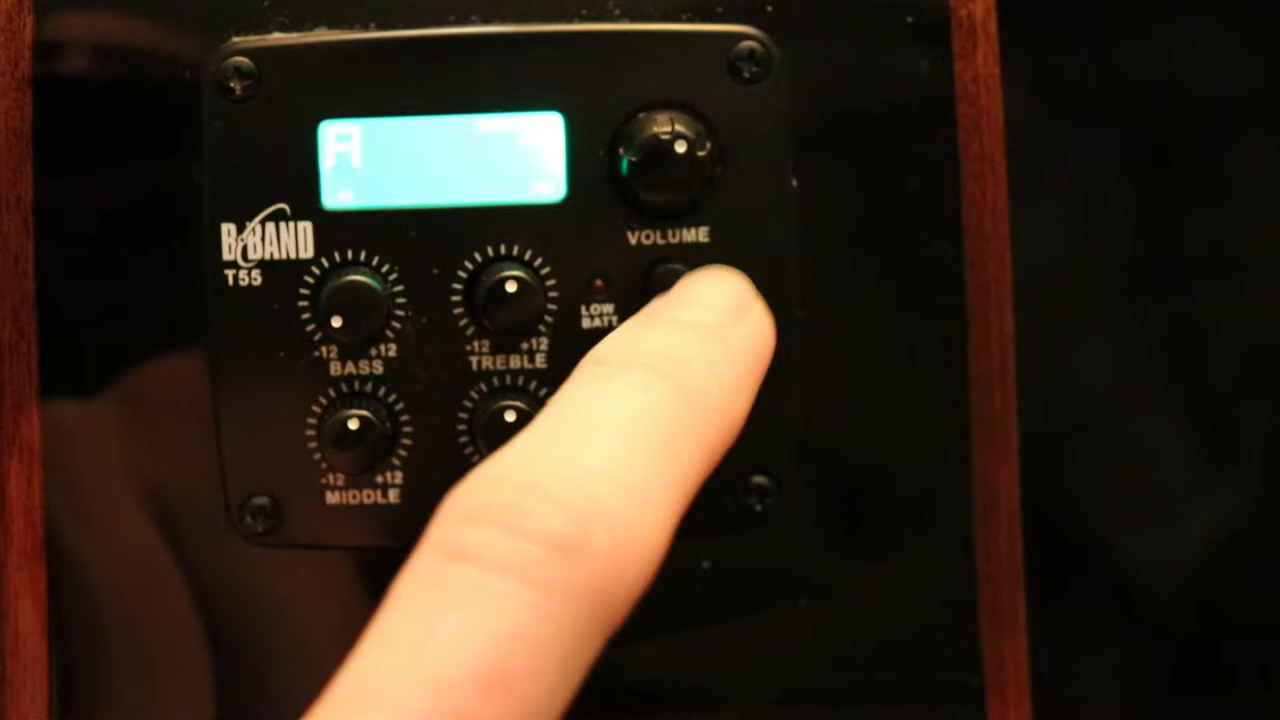 A
VOLUME
B-BAND
T55
LOW
BATT
-12 +12
BASS
-12 +12
TREBLE
-12 +12
MIDDLE